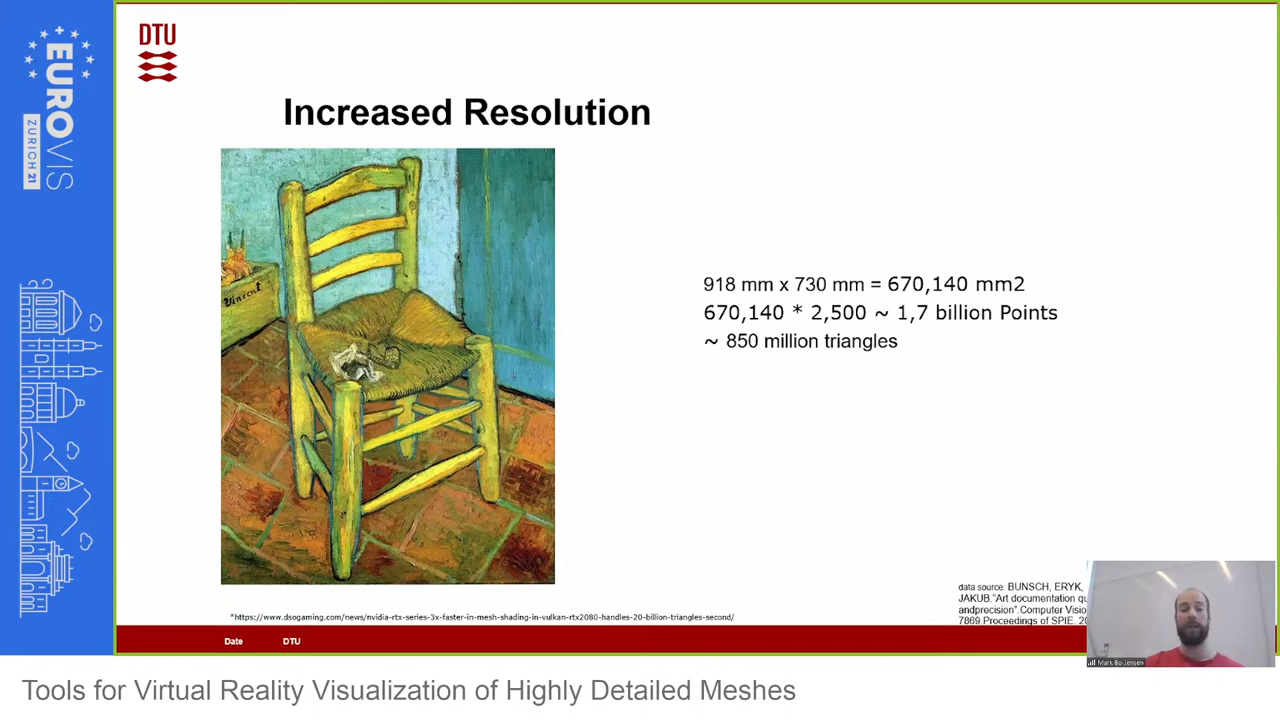 EUROVIS
ZURICH 21
DTU
Increased Resolution
Vincent
918 mm x 730 mm = 670,140 mm2
670,140 * 2,500 ~ 1,7 billion Points
~ 850 million triangles
data source: BUNSCH, ERYK,
JAKUB."Art documentation qu
andprecision".Computer Visio
7869 Proceedings of SPIE. 20
*https://www.dsogaming.com/news/nvidia-rtx-series-3x-faster-in-mesh-shading-in-vulkan-rtx2080-handles-20-billion-triangles-second/
Date DTU
Mark Bo Jensen
Tools for Virtual Reality Visualization of Highly Detailed Meshes